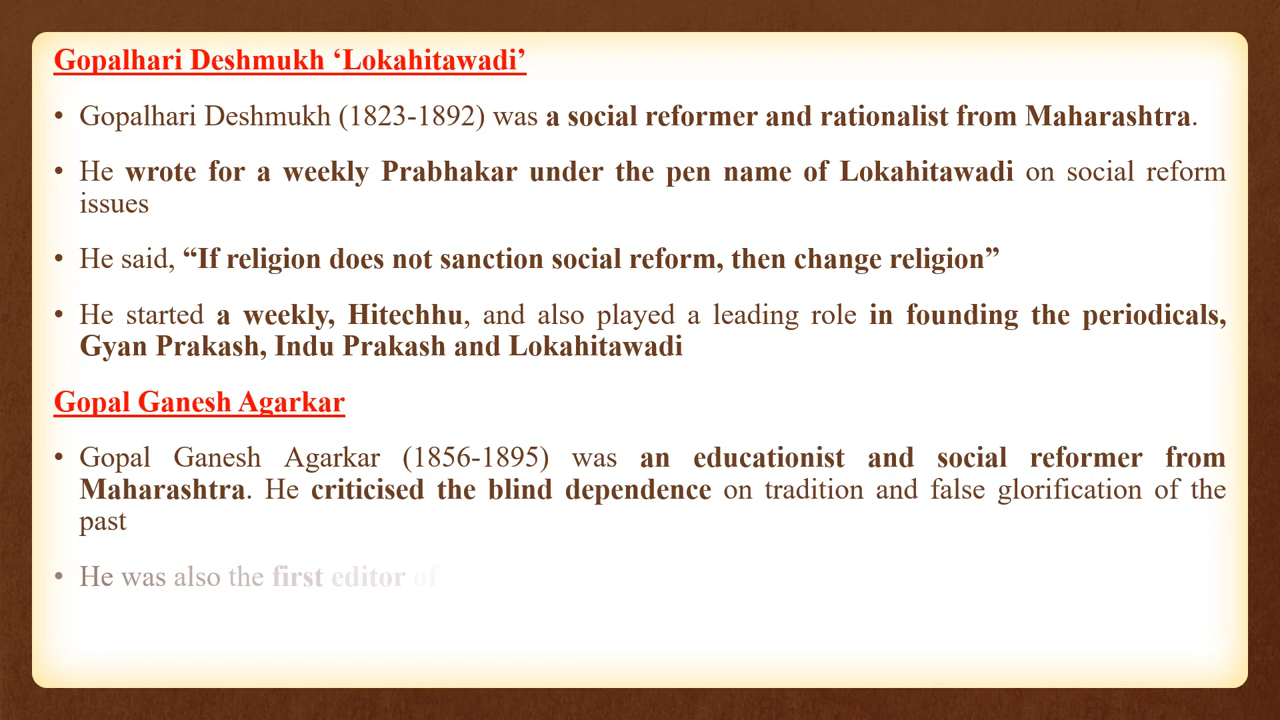 Gopalhari Deshmukh ‘Lokahitawadi’
• Gopalhari Deshmukh (1823-1892) was a social reformer and rationalist from Maharashtra.
• He wrote for a weekly Prabhakar under the pen name of Lokahitawadi on social reform
issues
• He said, “If religion does not sanction social reform, then change religion”
• He started a weekly, Hitechhu, and also played a leading role in founding the periodicals,
Gyan Prakash, Indu Prakash and Lokahitawadi
Gopal Ganesh Agarkar
• Gopal Ganesh Agarkar (1856-1895) was an educationist and social reformer from
Maharashtra. He criticised the blind dependence on tradition and false glorification of the
past
• He was also the first editor of